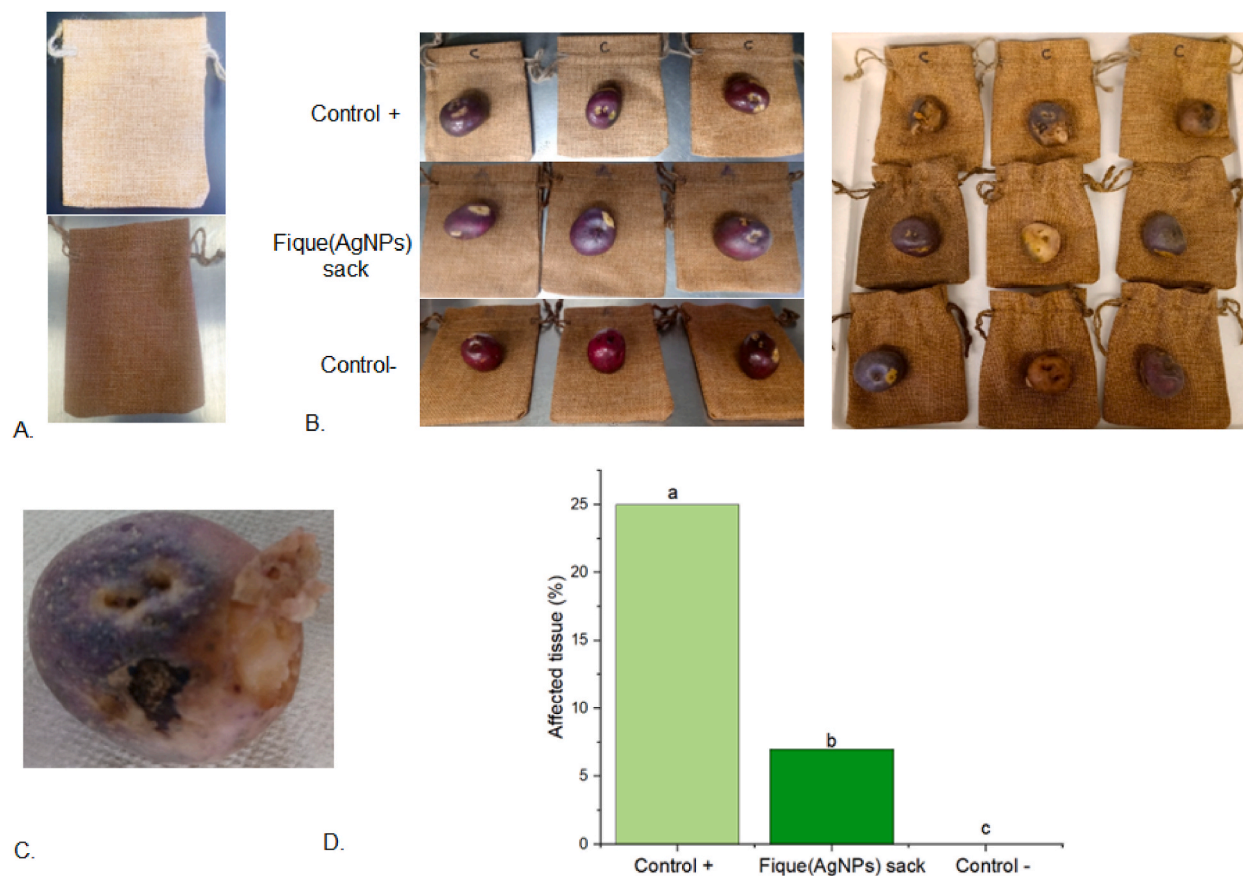 Control +
Fique(AgNPs)
sack
Control-
C
C
C
C
C
C
A.
B.
C.
D.
Affected tissue (%)
25
20
15
10
5
0
a
b
c
Control +
Fique(AgNPs) sack
Control -